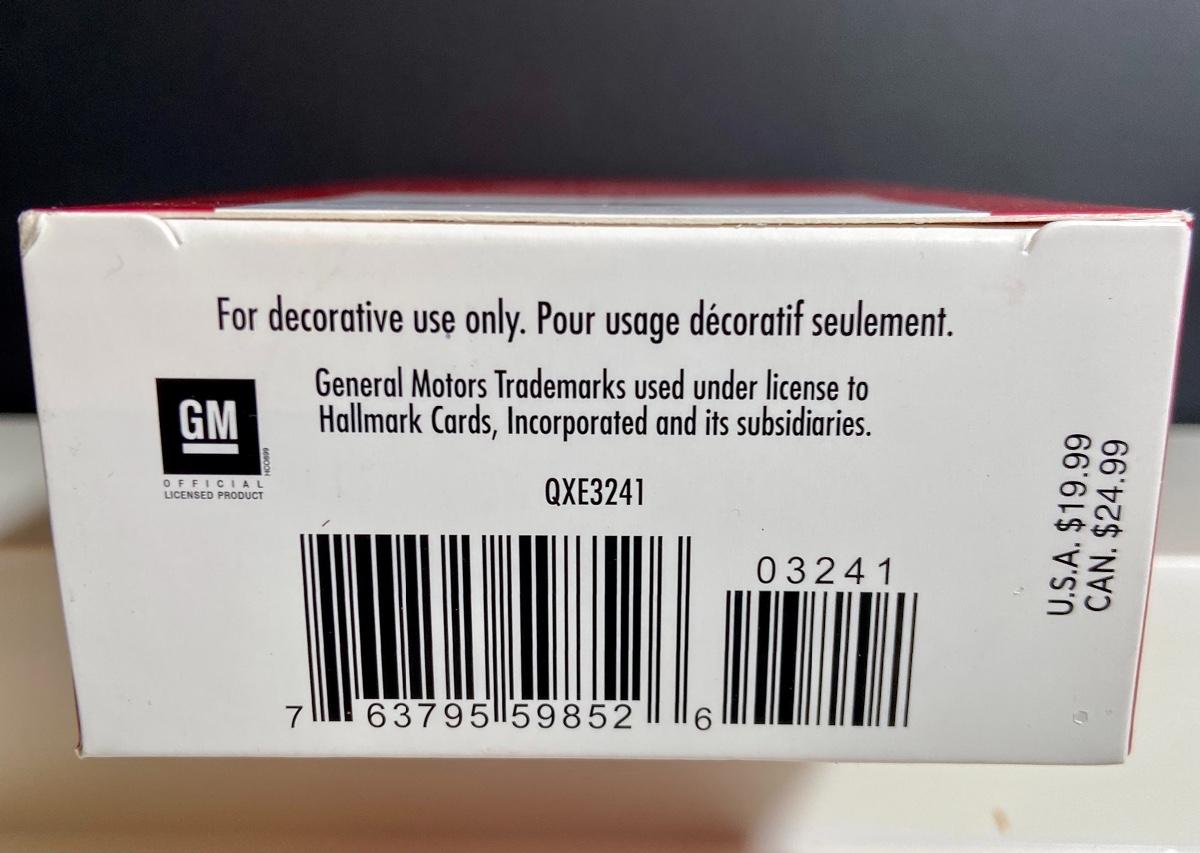 For decorative use only. Pour usage décoratif seulement.
General Motors Trademarks used under license to
Hallmark Cards, Incorporated and its subsidiaries.
GM
OFFICIAL
LICENSED PRODUCT
HCO899
QXE3241
7 63795 59852 6
03241
U.S.A. $19.99
CAN. $24.99